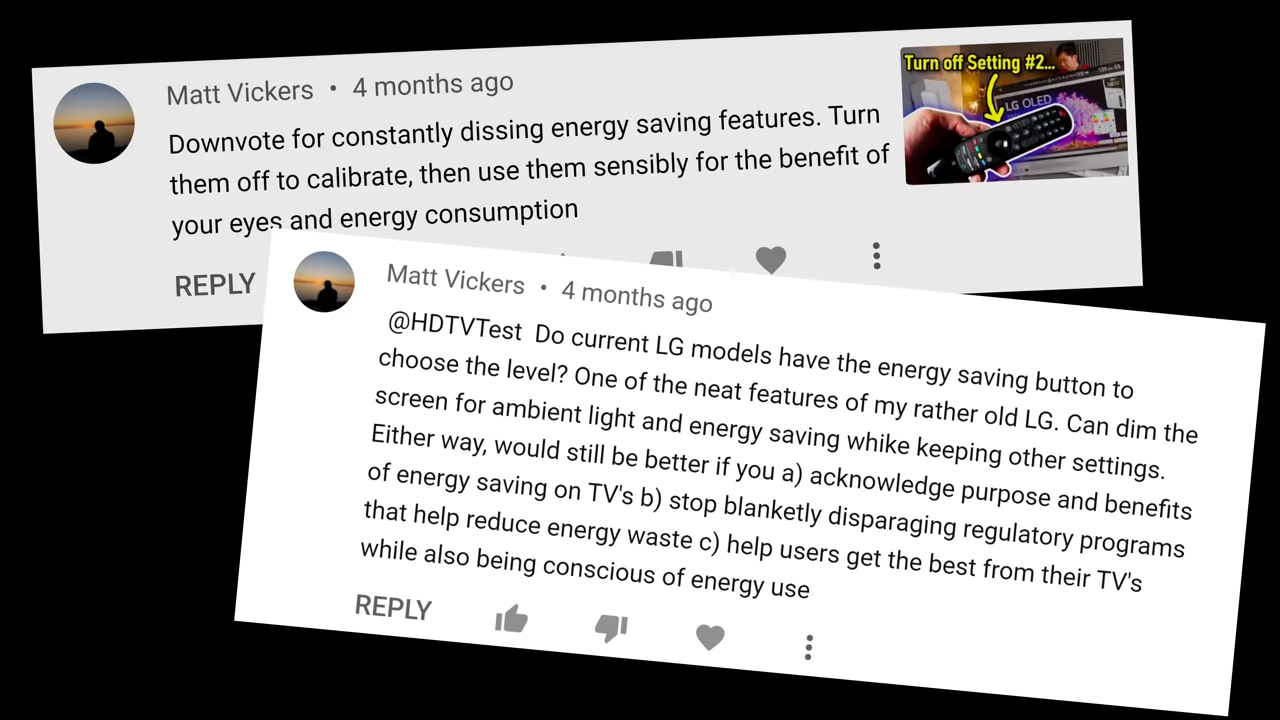 Matt Vickers • 4 months ago
Downvote for constantly dissing energy saving features. Turn
them off to calibrate, then use them sensibly for the benefit of
your eyes and energy consumption
REPLY
Turn off Setting #2...
LG OLED
Matt Vickers • 4 months ago
@HDTVTest Do current LG models have the energy saving button to
choose the level? One of the neat features of my rather old LG. Can dim the
screen for ambient light and energy saving whike keeping other settings.
Either way, would still be better if you a) acknowledge purpose and benefits
of energy saving on TV's b) stop blanketly disparaging regulatory programs
that help reduce energy waste c) help users get the best from their TV's
while also being conscious of energy use
REPLY